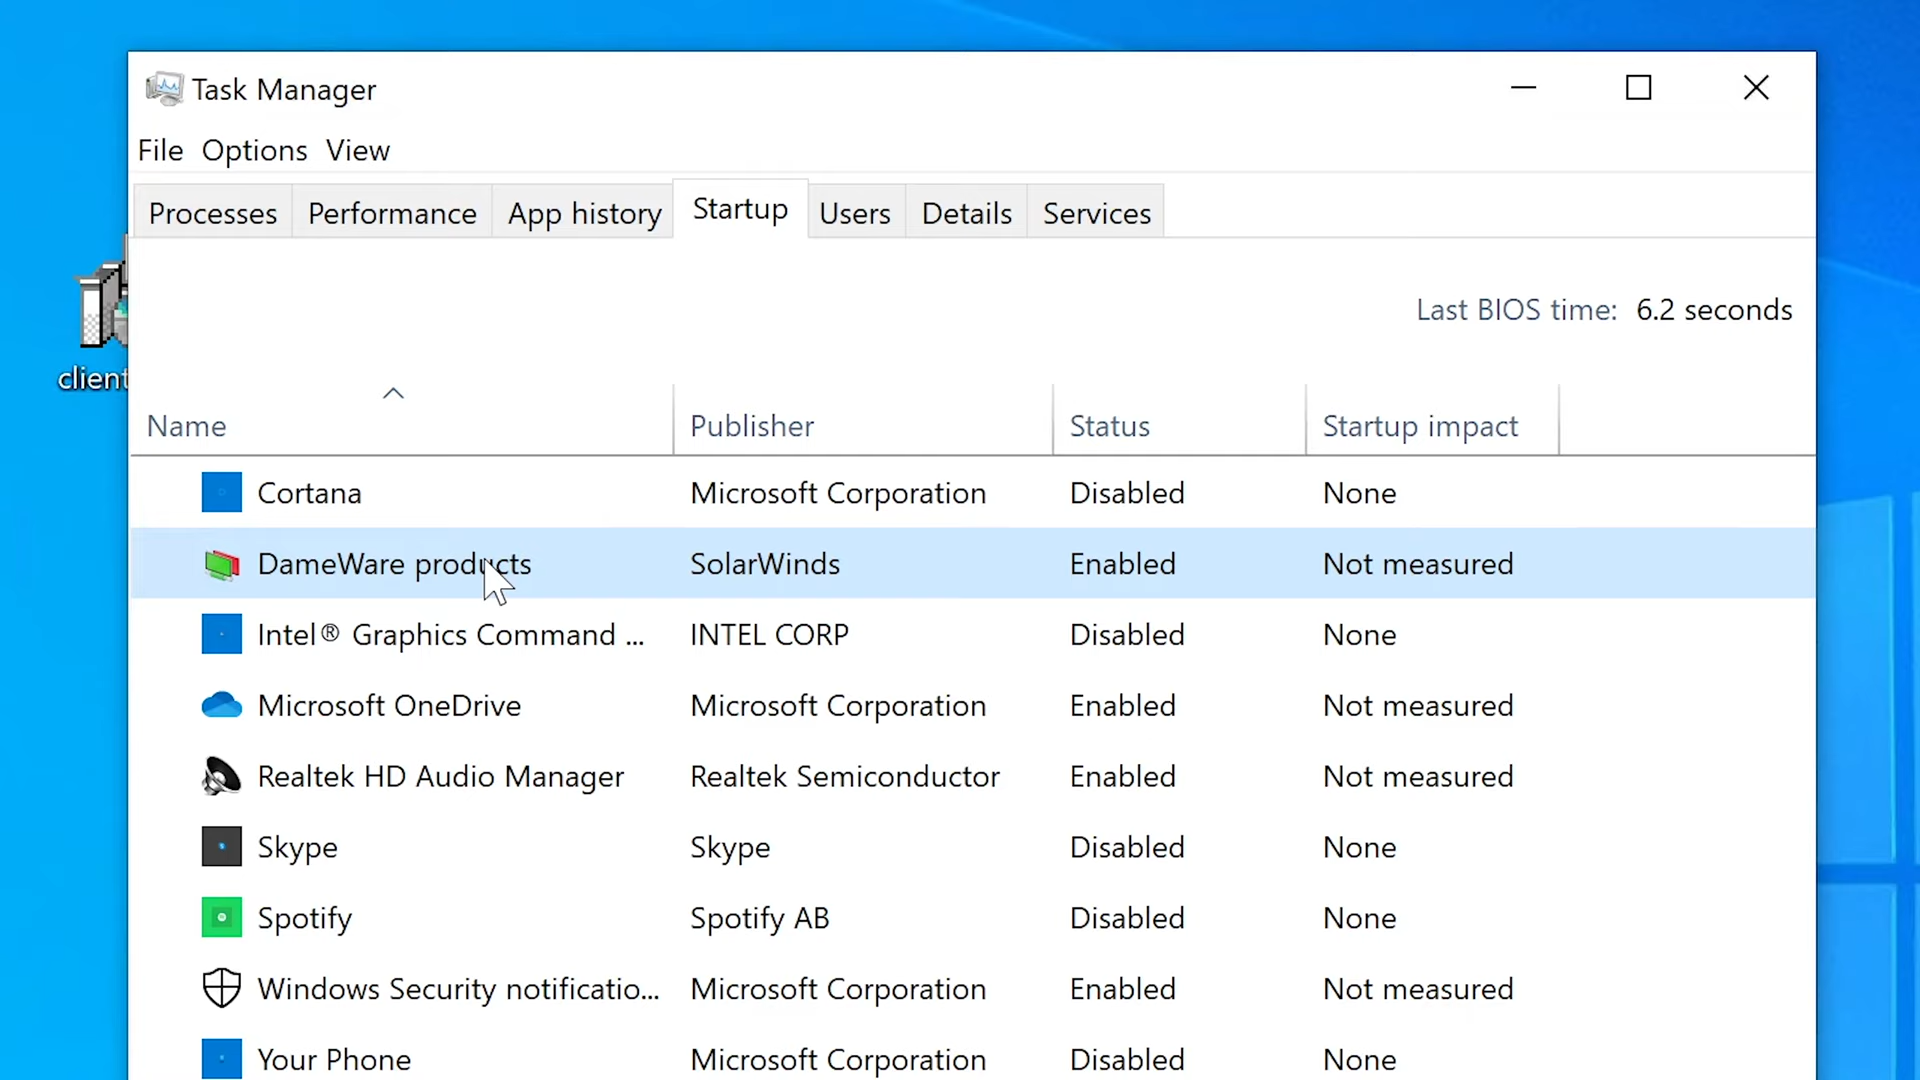 Task Manager
File Options View
Processes Performance App history Startup Users Details Services
Last BIOS time: 6.2 seconds
client
Name Publisher Status Startup impact
Cortana Microsoft Corporation Disabled None
DameWare products SolarWinds Enabled Not measured
Intel® Graphics Command ... INTEL CORP Disabled None
Microsoft OneDrive Microsoft Corporation Enabled Not measured
Realtek HD Audio Manager Realtek Semiconductor Enabled Not measured
Skype Skype Disabled None
Spotify Spotify AB Disabled None
Windows Security notificatio... Microsoft Corporation Enabled Not measured
Your Phone Microsoft Corporation Disabled None